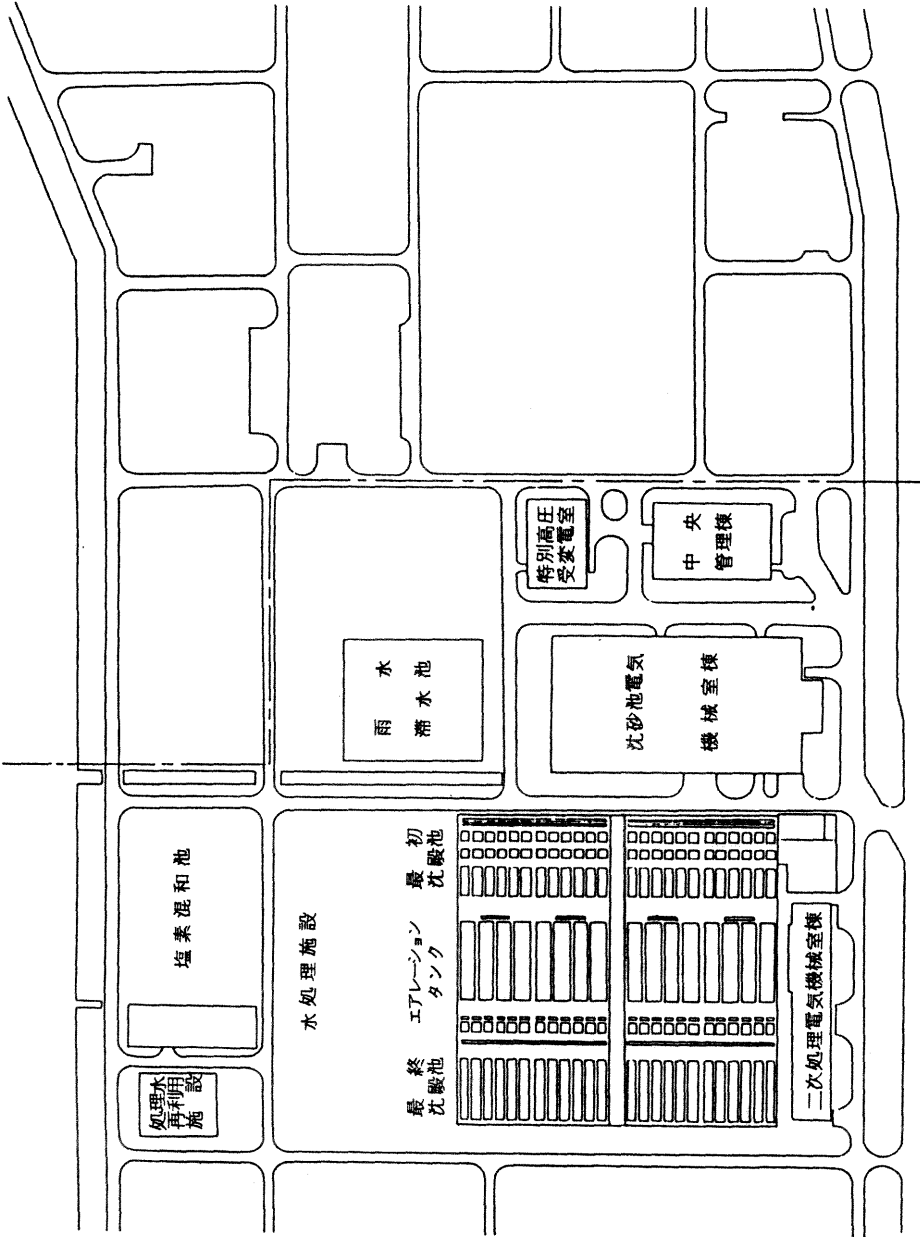 特別高圧
受変電室
中央
管理棟
雨水
滞水池
沈砂池電気
機械室棟
塩素混和池
水処理施設
最初
沈殿池
エアレーション
タンク
最終
沈殿池
処理水
再利用
施設
二次処理電気機械室棟